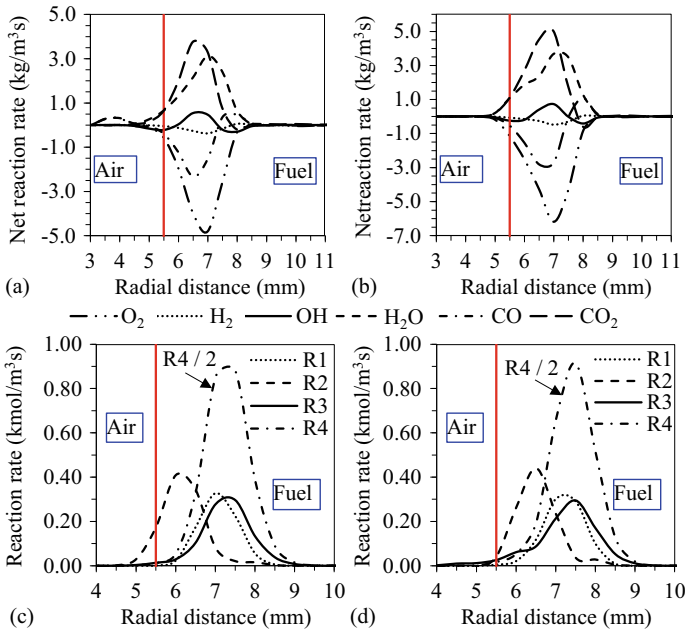 Net reaction rate (kg/m³s)
5.0
3.0
1.0
-1.0
-3.0
-5.0
Air
Fuel
3 4 5 6 7 8 9 10 11
(a)
Radial distance (mm)
Netreaction rate (kg/m³s)
5.0
3.0
1.0
-1.0
-3.0
-5.0
-7.0
Air
Fuel
3 4 5 6 7 8 9 10 11
(b)
Radial distance (mm)
O₂ H₂ OH H₂O CO CO₂
Reaction rate (kmol/m³s)
1.00
0.80
0.60
0.40
0.20
0.00
R4 / 2
R1
R2
R3
R4
Air
Fuel
4 5 6 7 8 9 10
(c)
Radial distance (mm)
Reaction rate (kmol/m³s)
1.00
0.80
0.60
0.40
0.20
0.00
R4 / 2
R1
R2
R3
R4
Air
Fuel
4 5 6 7 8 9 10
(d)
Radial distance (mm)